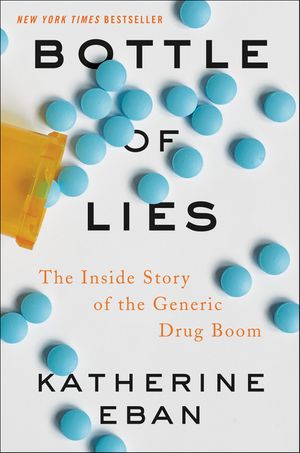 NEW YORK TIMES BESTSELLER
BOTTLE
OF
LIES
The Inside Story
of the Generic
Drug Boom
KATHERINE
EBAN